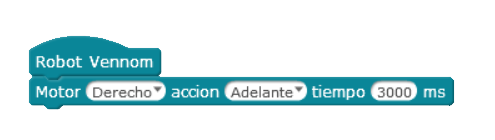 Robot Vennom
Motor Derecho accion Adelante tiempo 3000 ms